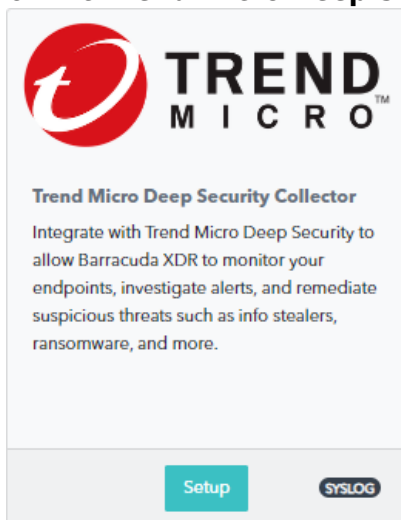 TREND
MICRO™
Trend Micro Deep Security Collector
Integrate with Trend Micro Deep Security to
allow Barracuda XDR to monitor your
endpoints, investigate alerts, and remediate
suspicious threats such as info stealers,
ransomware, and more.
Setup
SYSLOG